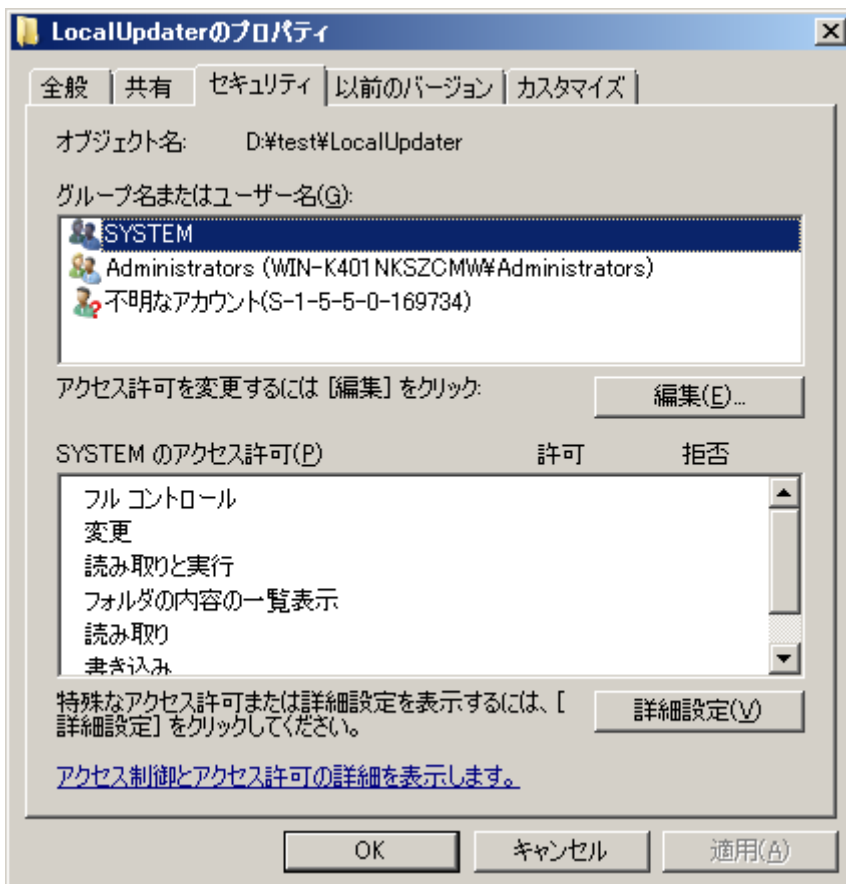 LocalUpdaterのプロパティ
全般 共有 セキュリティ 以前のバージョン カスタマイズ
オブジェクト名: D:¥test¥LocalUpdater
グループ名またはユーザー名(G):
SYSTEM
Administrators (WIN-K401NKSZCMW¥Administrators)
不明なアカウント(S-1-5-5-0-169734)
アクセス許可を変更するには [編集] をクリック:
編集(E)...
SYSTEM のアクセス許可(P) 許可 拒否
フル コントロール
変更
読み取りと実行
フォルダの内容の一覧表示
読み取り
書き込み
特殊なアクセス許可または詳細設定を表示するには、[
詳細設定] をクリックしてください。
詳細設定(V)
アクセス制御とアクセス許可の詳細を表示します。
OK キャンセル 適用(A)